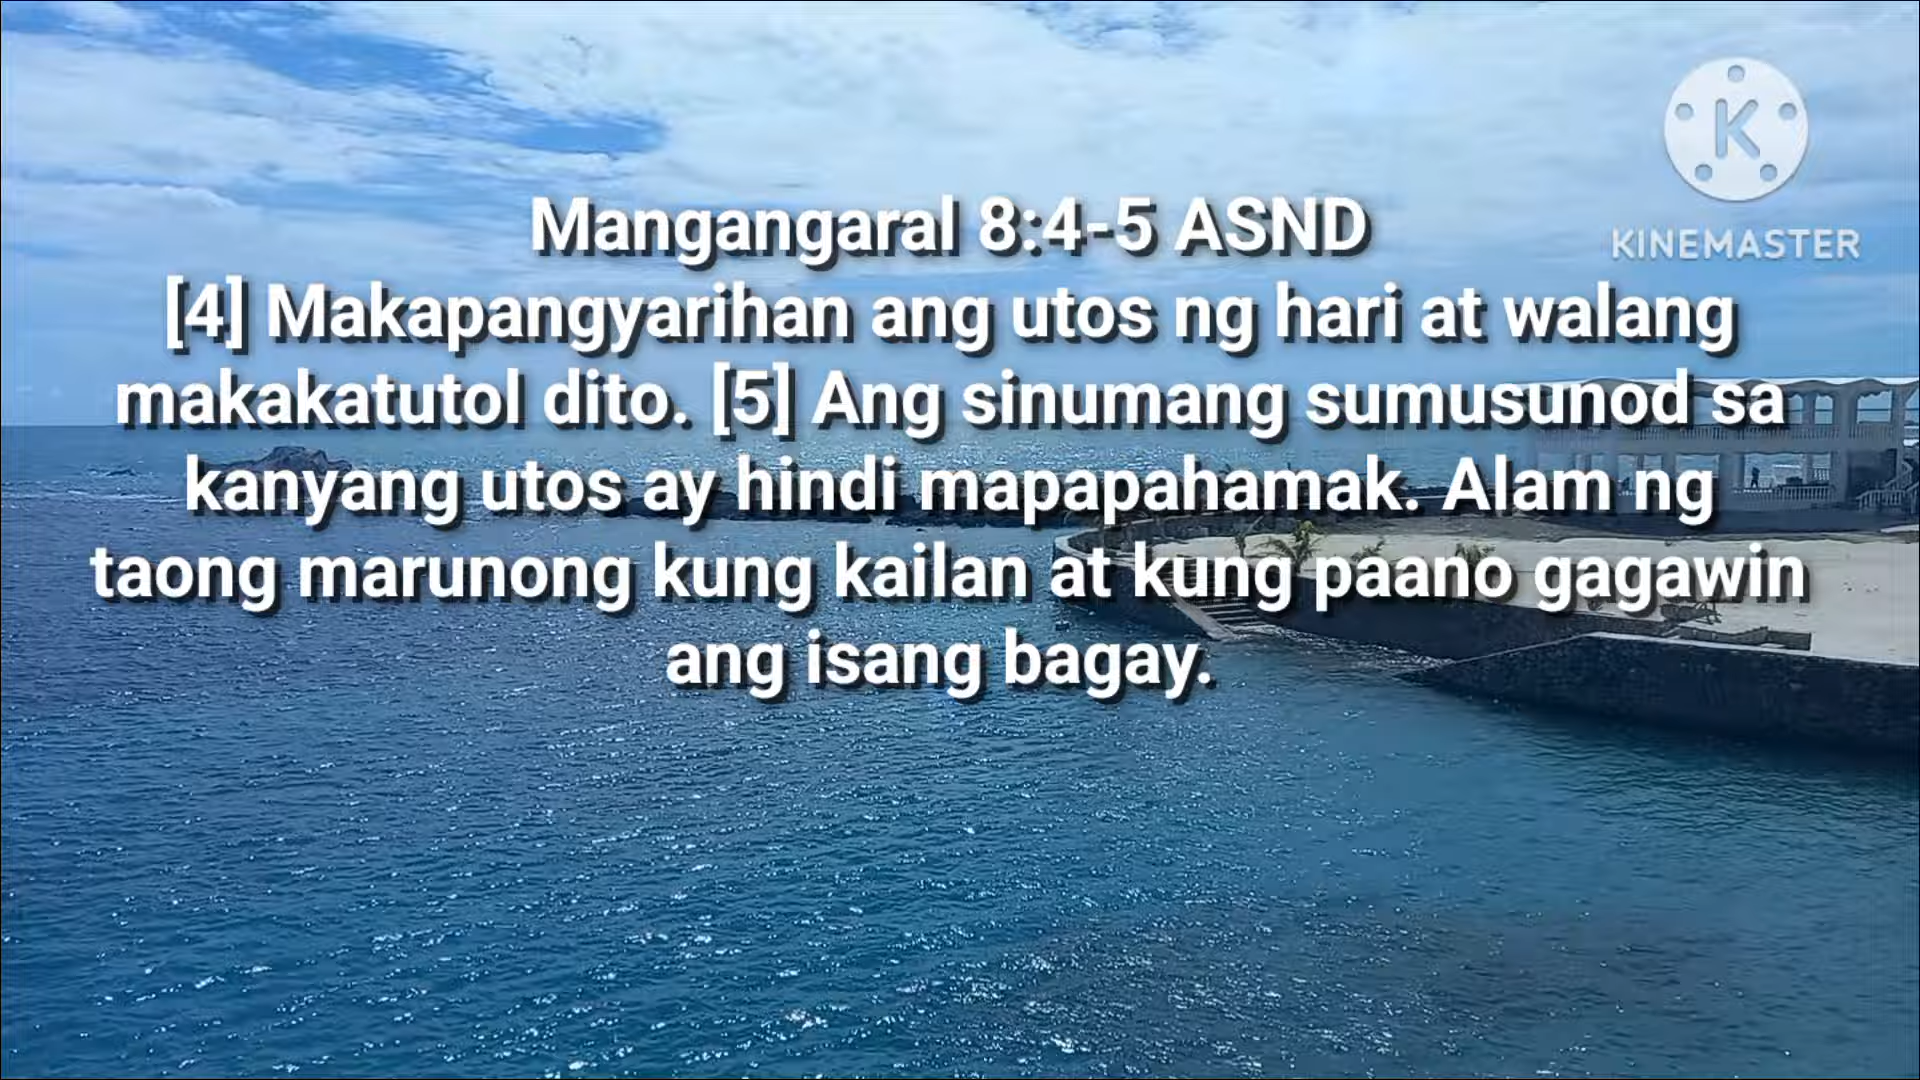 Mangangaral 8:4-5 ASND
[4] Makapangyarihan ang utos ng hari at walang
makakatutol dito. [5] Ang sinumang sumusunod sa
kanyang utos ay hindi mapapahamak. Alam ng
taong marunong kung kailan at kung paano gagawin
ang isang bagay.
K
KINEMASTER